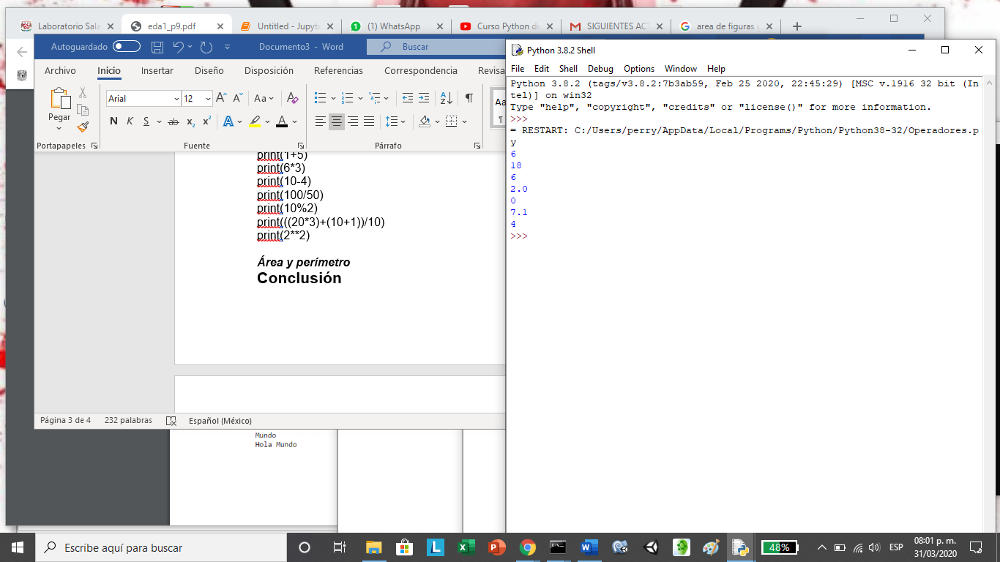 Laboratorio Sala
eda1_p9.pdf
Untitled - Jupyte
(1) WhatsApp
Curso Python de
SIGUIENTES ACT
area de figuras g
Autoguardado
Documento3 - Word
Buscar
Archivo
Inicio
Insertar
Diseño
Disposición
Referencias
Correspondencia
Revisa
Pegar
Arial
12
Aa
N K S ab x₂ x²
Aa
Portapapeles
Fuente
Párrafo
print(1+5)
print(6*3)
print(10-4)
print(100/50)
print(10%2)
print(((20*3)+(10+1))/10)
print(2**2)
Área y perímetro
Conclusión
Página 3 de 4
232 palabras
Español (México)
Mundo
Hola Mundo
Python 3.8.2 Shell
File Edit Shell Debug Options Window Help
Python 3.8.2 (tags/v3.8.2:7b3ab59, Feb 25 2020, 22:45:29) [MSC v.1916 32 bit (In
tel)] on win32
Type "help", "copyright", "credits" or "license()" for more information.
>>>
= RESTART: C:/Users/perry/AppData/Local/Programs/Python/Python38-32/Operadores.p
y
6
18
6
2.0
0
7.1
4
>>>
Escribe aquí para buscar
48%
ESP
08:01 p. m.
31/03/2020